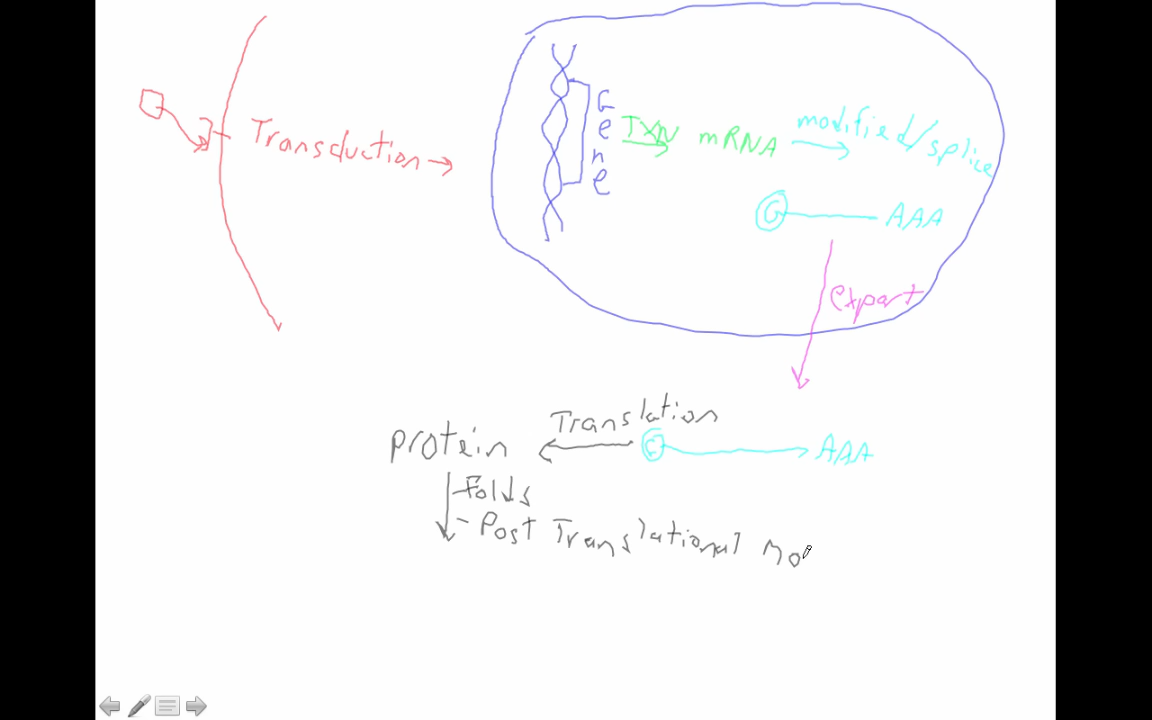 Transduction
Gene
TXN mRNA
modified/splice
G AAA
export
Translation
protein
G AAA
-Folds
- Post Translational Mo